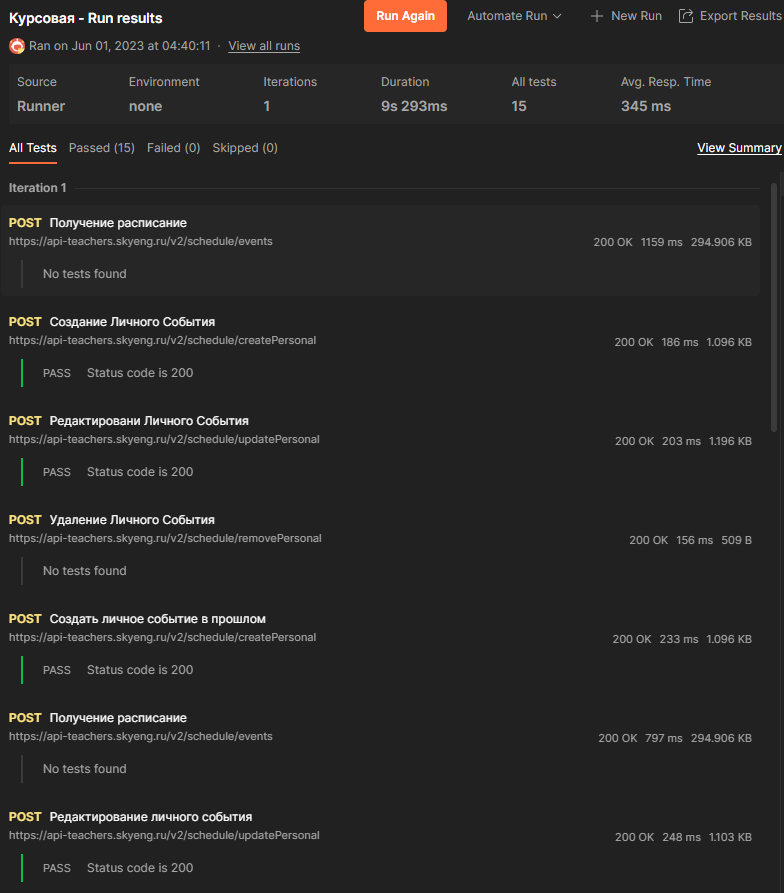 Курсовая - Run results
Run Again
Automate Run
New Run
Export Results
Ran on Jun 01, 2023 at 04:40:11 · View all runs
Source Environment Iterations Duration All tests Avg. Resp. Time
Runner none 1 9s 293ms 15 345 ms
All Tests Passed (15) Failed (0) Skipped (0) View Summary
Iteration 1
POST Получение расписание
https://api-teachers.skyeng.ru/v2/schedule/events 200 OK 1159 ms 294.906 KB
No tests found
POST Создание Личного События
https://api-teachers.skyeng.ru/v2/schedule/createPersonal 200 OK 186 ms 1.096 KB
PASS Status code is 200
POST Редактировани Личного События
https://api-teachers.skyeng.ru/v2/schedule/updatePersonal 200 OK 203 ms 1.196 KB
PASS Status code is 200
POST Удаление Личного События
https://api-teachers.skyeng.ru/v2/schedule/removePersonal 200 OK 156 ms 509 B
No tests found
POST Создать личное событие в прошлом
https://api-teachers.skyeng.ru/v2/schedule/createPersonal 200 OK 233 ms 1.096 KB
PASS Status code is 200
POST Получение расписание
https://api-teachers.skyeng.ru/v2/schedule/events 200 OK 797 ms 294.906 KB
No tests found
POST Редактирование личного события
https://api-teachers.skyeng.ru/v2/schedule/updatePersonal 200 OK 248 ms 1.103 KB
PASS Status code is 200